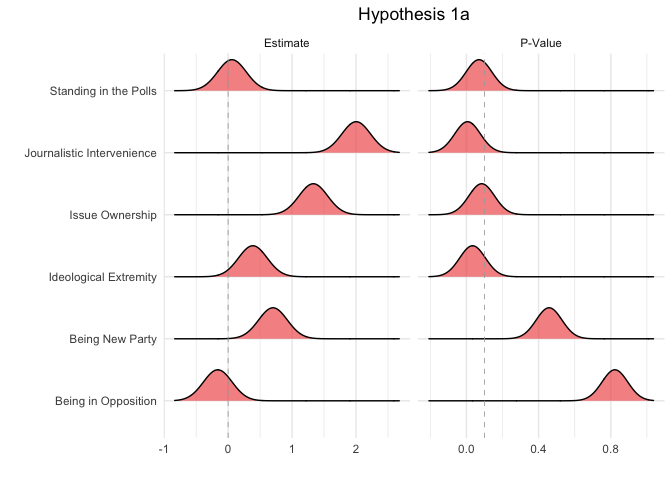 Hypothesis 1a
Estimate P-Value
Standing in the Polls
Journalistic Intervenience
Issue Ownership
Ideological Extremity
Being New Party
Being in Opposition
-1 0 1 2 0.0 0.4 0.8